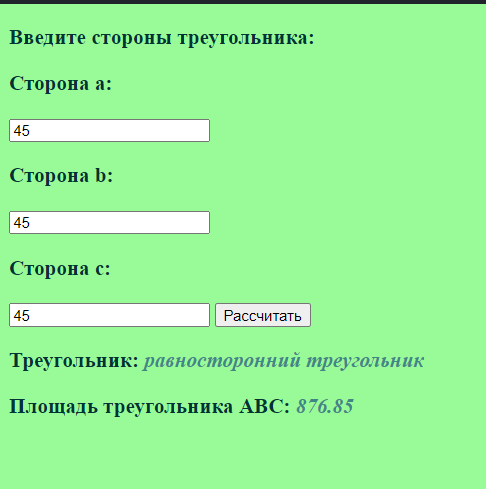 Введите стороны треугольника:
Сторона a:
45
Сторона b:
45
Сторона c:
45 Рассчитать
Треугольник: равносторонний треугольник
Площадь треугольника ABC: 876.85